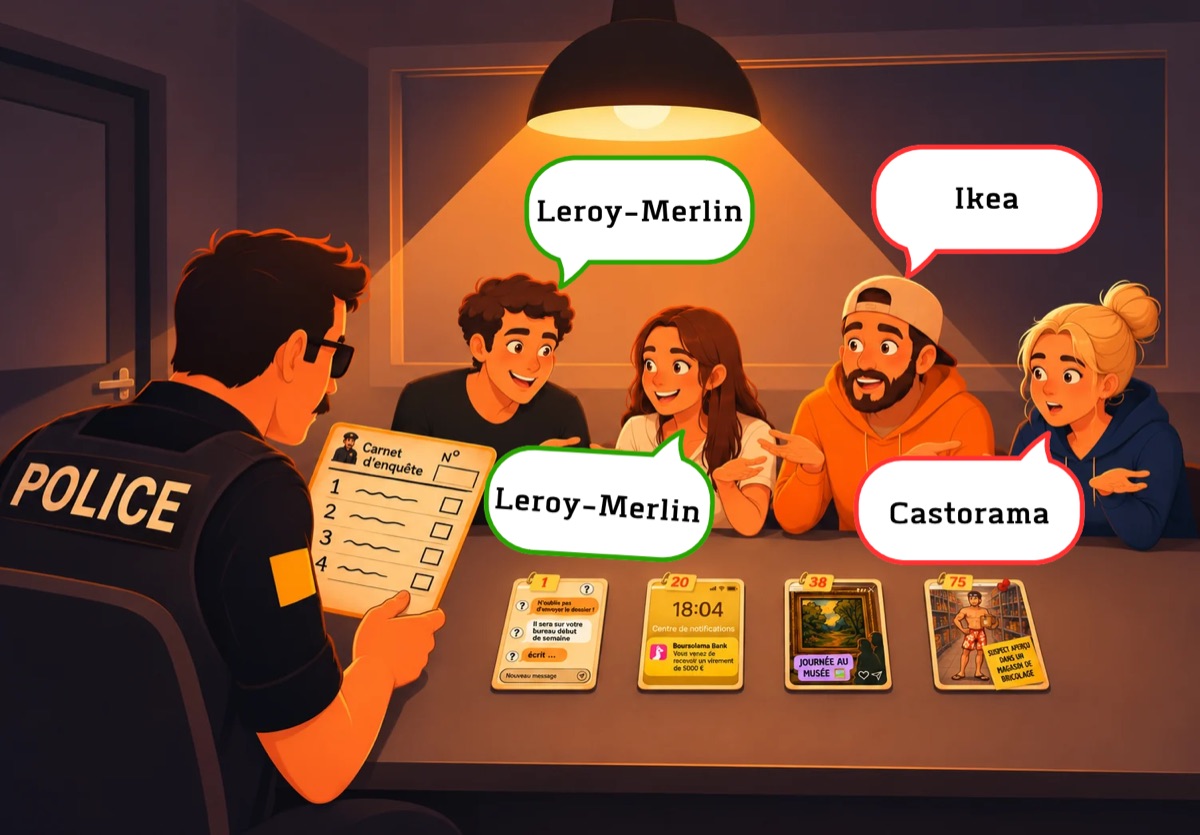 Leroy-Merlin
Ikea
POLICE
Carnet
d'enquête
N°
1
2
3
4
Leroy-Merlin
Castorama
1
?
?
N'oublie pas
d'envoyer le dossier !
?
Il sera sur votre
bureau début
de semaine
?
écrit ...
Nouveau message
20
18:04
Centre de notifications
Boursolama Bank
Vous venez de
recevoir un virement
de 5000 €
38
JOURNÉE AU
MUSÉE
75
SUSPECT APERÇU
DANS UN
MAGASIN DE
BRICOLAGE